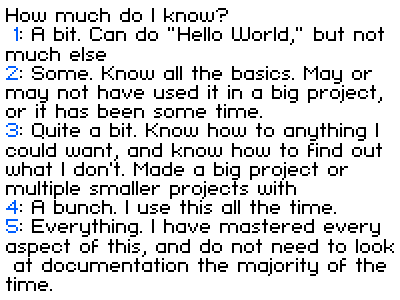 How much do I know?
1: A bit. Can do "Hello World," but not
much else
2: Some. Know all the basics. May or
may not have used it in a big project,
or it has been some time.
3: Quite a bit. Know how to anything I
could want, and know how to find out
what I don't. Made a big project or
multiple smaller projects with
4: A bunch. I use this all the time.
5: Everything. I have mastered every
aspect of this, and do not need to look
at documentation the majority of the
time.